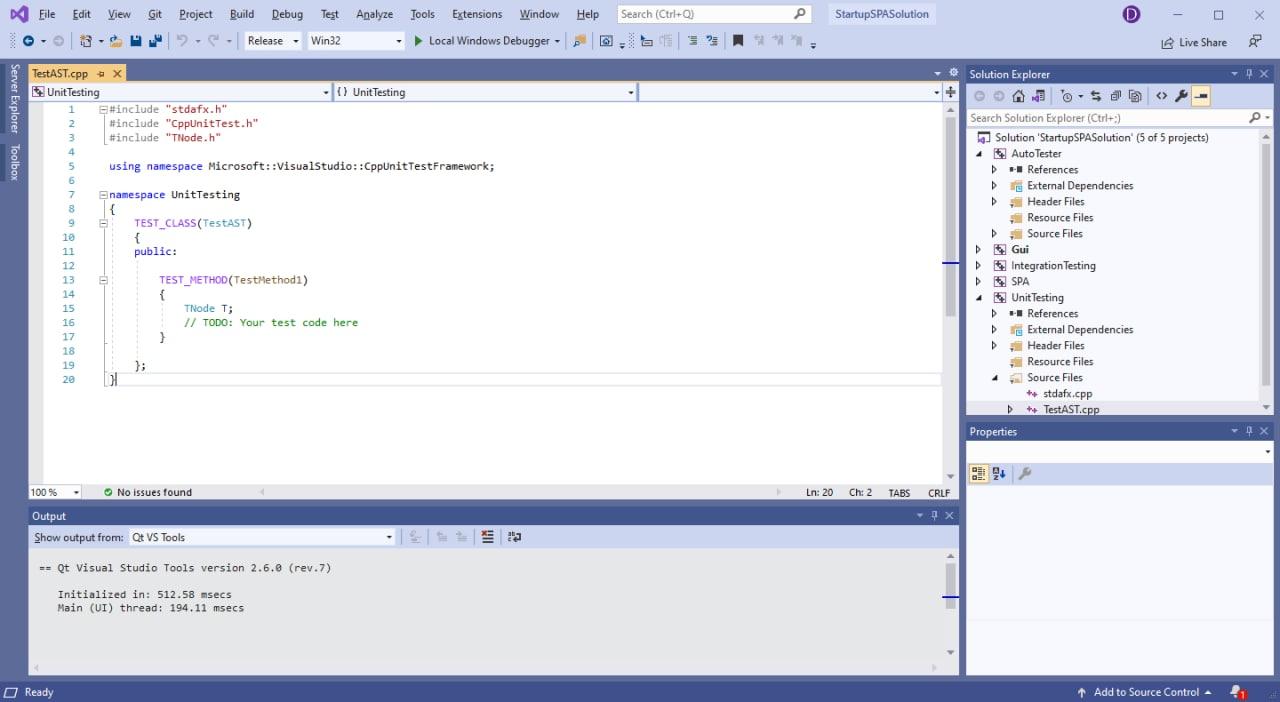 File Edit View Git Project Build Debug Test Analyze Tools Extensions Window Help Search (Ctrl+Q) StartupSPASolution D
Release Win32 Local Windows Debugger Live Share
Server Explorer
Toolbox
TestAST.cpp
UnitTesting {} UnitTesting
1 #include "stdafx.h"
2 #include "CppUnitTest.h"
3 #include "TNode.h"
4
5 using namespace Microsoft::VisualStudio::CppUnitTestFramework;
6
7 namespace UnitTesting
8 {
9 TEST_CLASS(TestAST)
10 {
11 public:
12
13 TEST_METHOD(TestMethod1)
14 {
15 TNode T;
16 // TODO: Your test code here
17 }
18
19 };
20 }
100 % No issues found Ln: 20 Ch: 2 TABS CRLF
Output
Show output from: Qt VS Tools
== Qt Visual Studio Tools version 2.6.0 (rev.7)
Initialized in: 512.58 msecs
Main (UI) thread: 194.11 msecs
Solution Explorer
Search Solution Explorer (Ctrl+;)
Solution 'StartupSPASolution' (5 of 5 projects)
AutoTester
References
External Dependencies
Header Files
Resource Files
Source Files
Gui
IntegrationTesting
SPA
UnitTesting
References
External Dependencies
Header Files
Resource Files
Source Files
stdafx.cpp
TestAST.cpp
Properties
Ready Add to Source Control 1